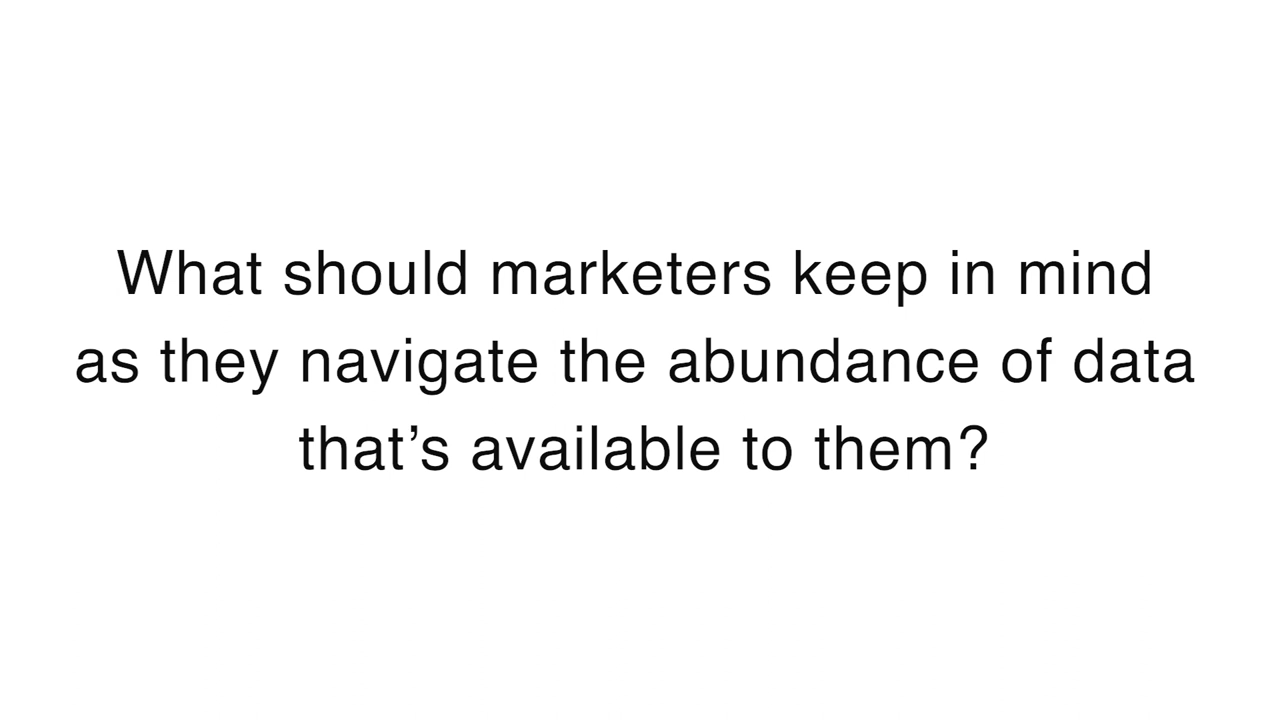 What should marketers keep in mind
as they navigate the abundance of data
that’s available to them?